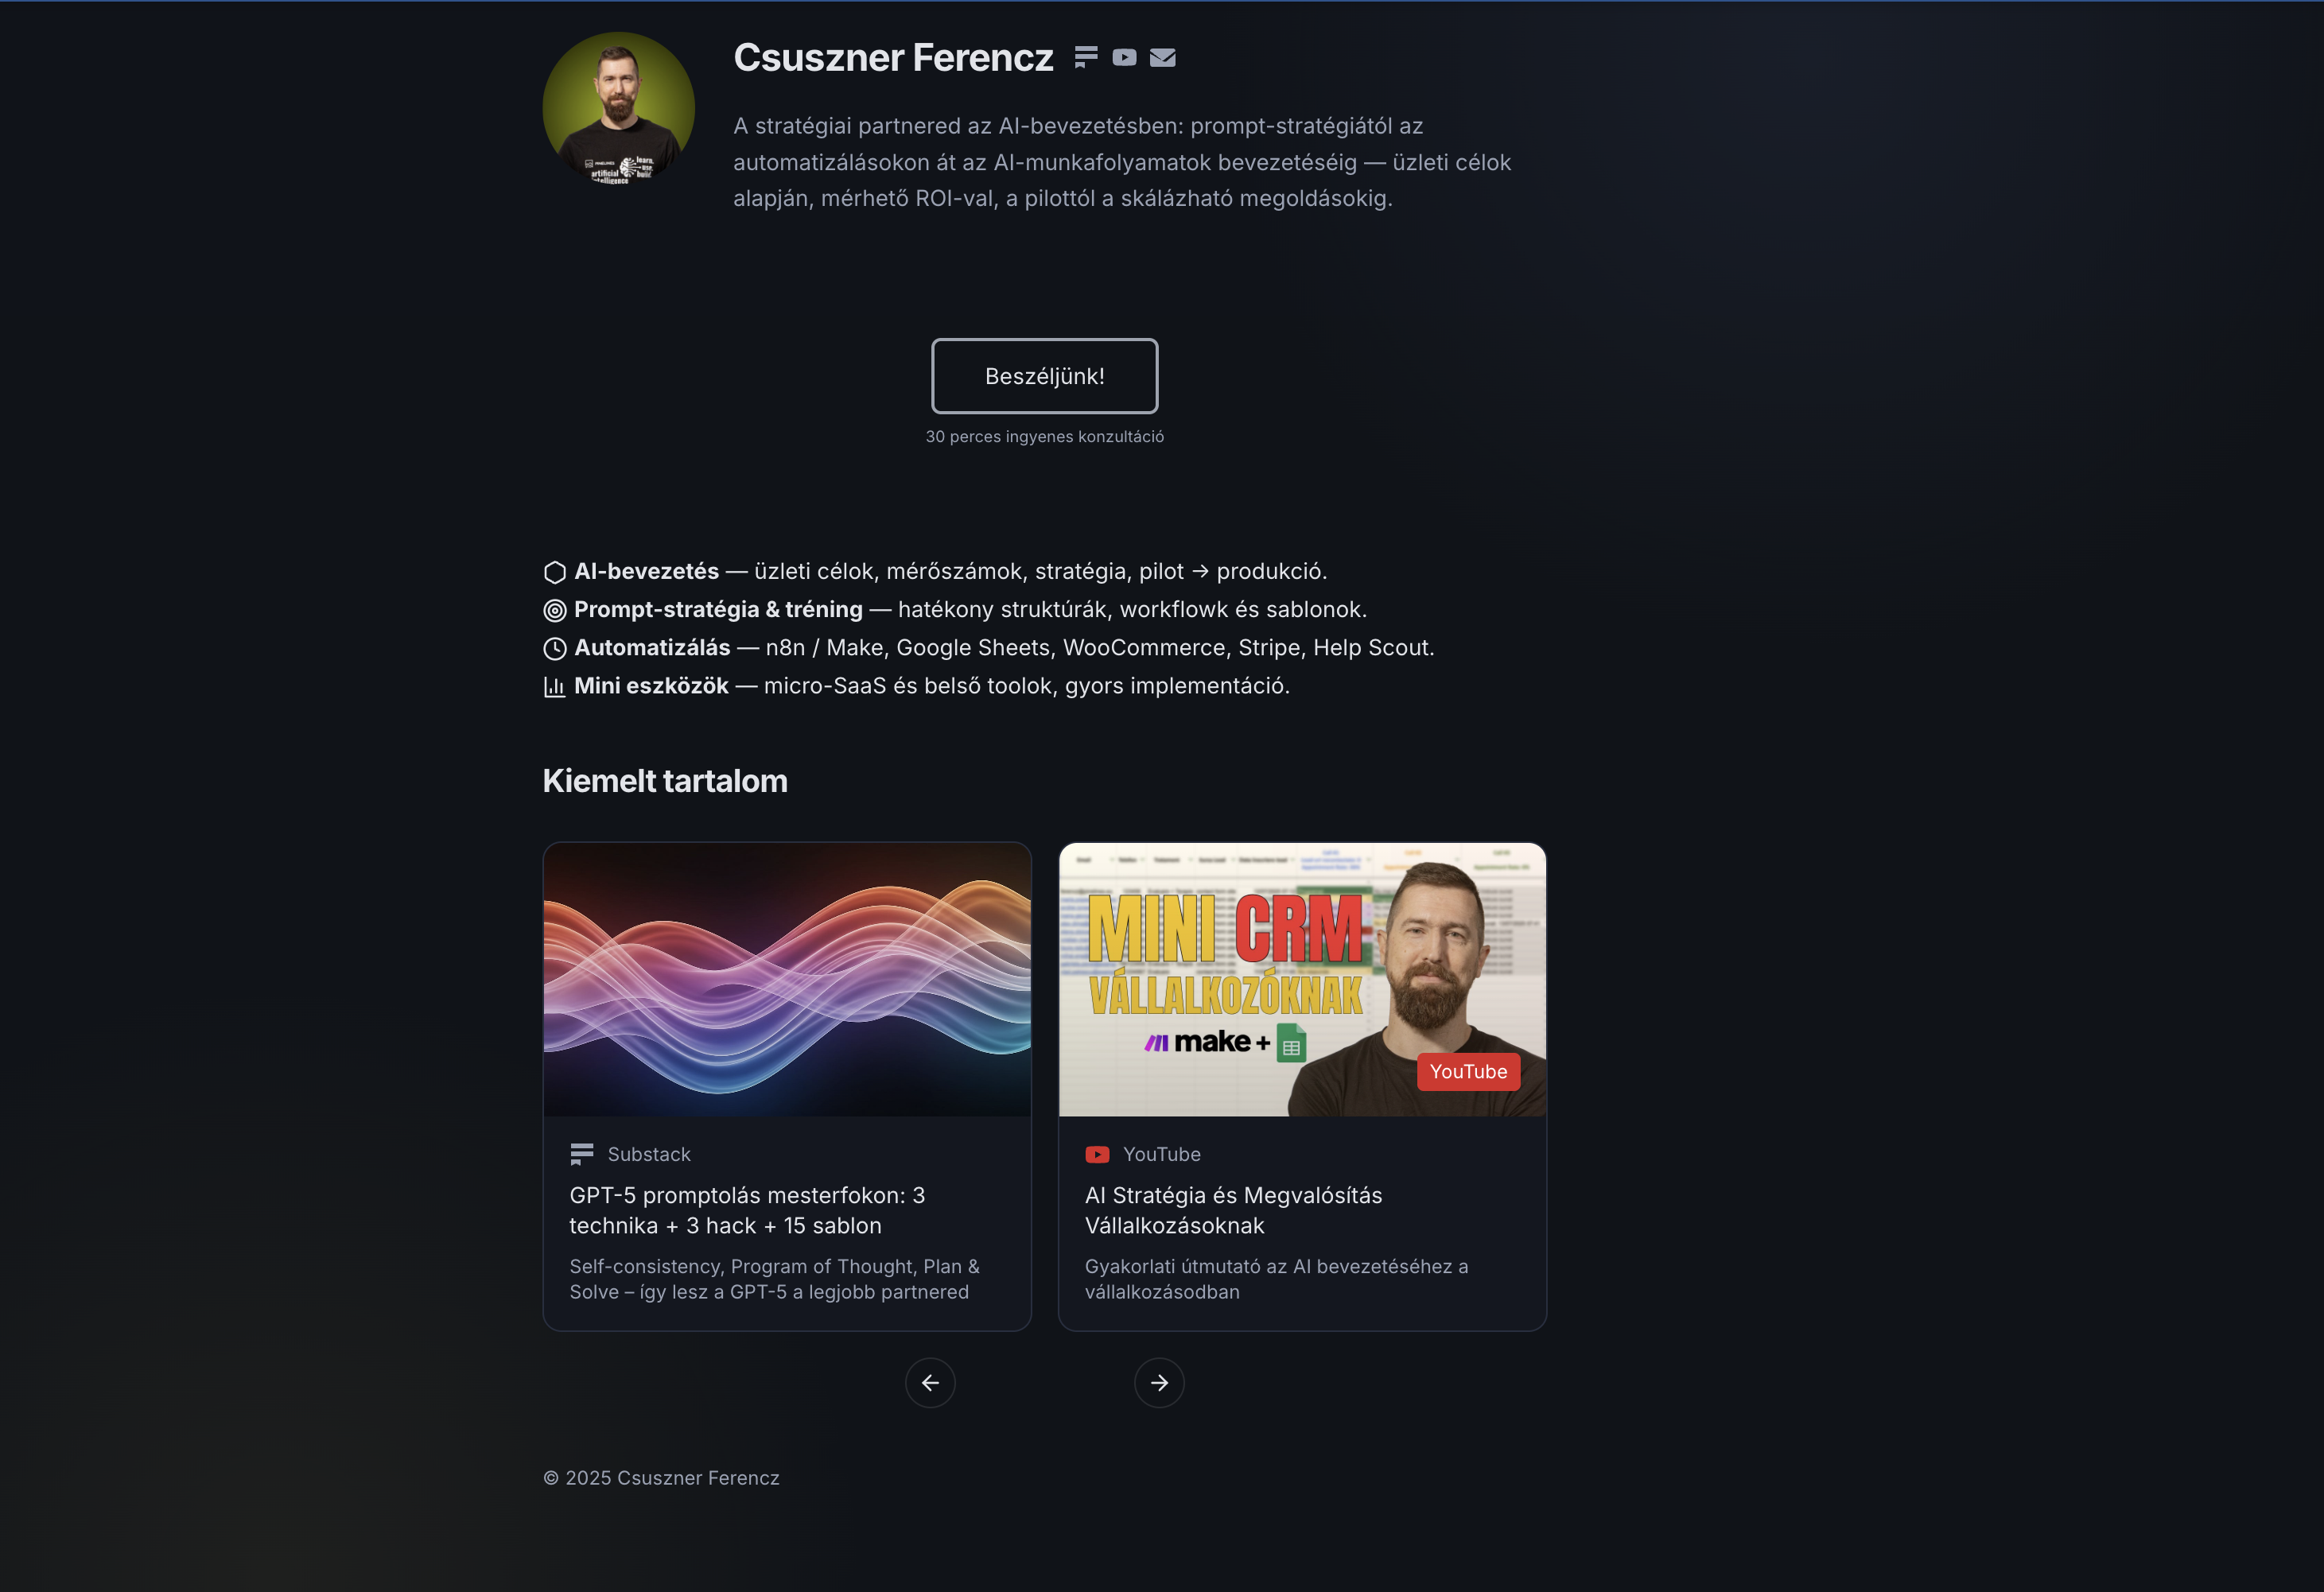 Csuszner Ferencz
A stratégiai partnered az AI-bevezetésben: prompt-stratégiától az
automatizálásokon át az AI-munkafolyamatok bevezetéséig — üzleti célok
alapján, mérhető ROI-val, a pilottól a skálázható megoldásokig.
Beszéljünk!
30 perces ingyenes konzultáció
AI-bevezetés — üzleti célok, mérőszámok, stratégia, pilot → produkció.
Prompt-stratégia & tréning — hatékony struktúrák, workflowk és sablonok.
Automatizálás — n8n / Make, Google Sheets, WooCommerce, Stripe, Help Scout.
Mini eszközök — micro-SaaS és belső toolok, gyors implementáció.
Kiemelt tartalom
Substack
GPT-5 promptolás mesterfokon: 3
technika + 3 hack + 15 sablon
Self-consistency, Program of Thought, Plan &
Solve – így lesz a GPT-5 a legjobb partnered
MINI CRM
VÁLLALKOZÓKNAK
make +
YouTube
YouTube
AI Stratégia és Megvalósítás
Vállalkozásoknak
Gyakorlati útmutató az AI bevezetéséhez a
vállalkozásodban
© 2025 Csuszner Ferencz